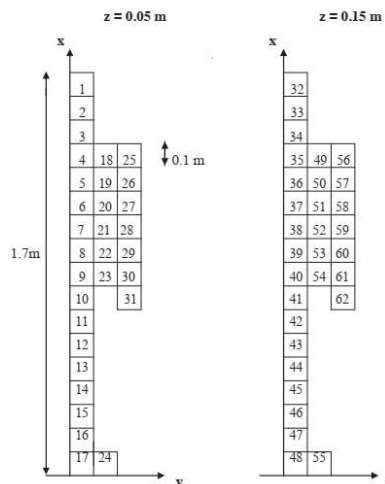 z = 0.05 m z = 0.15 m
x x
1 32
2 33
3 34
4 18 25 0.1 m 35 49 56
5 19 26 36 50 57
6 20 27 37 51 58
7 21 28 38 52 59
1.7m 8 22 29 39 53 60
9 23 30 40 54 61
10 31 41 62
11 42
12 43
13 44
14 45
15 46
16 47
17 24 48 55
y